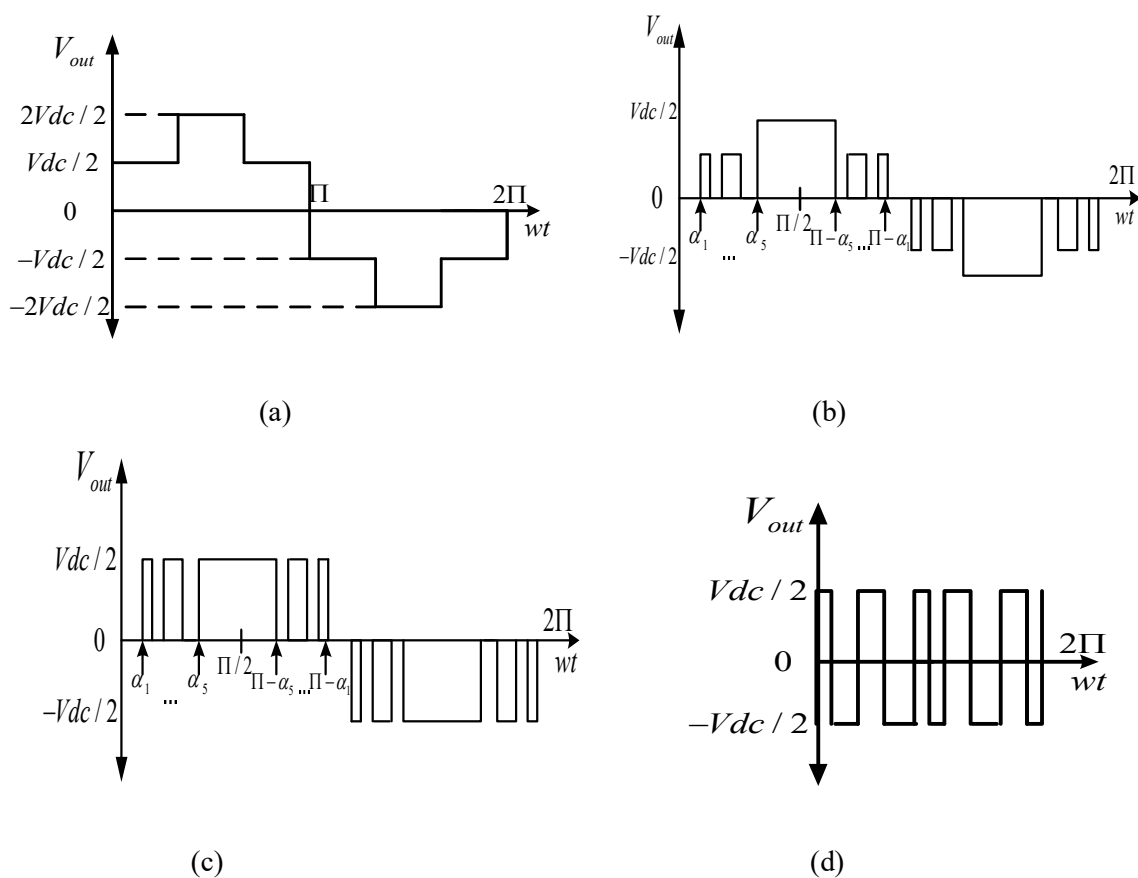 V_out
2Vdc / 2
Vdc / 2
0
Π
2Π
wt
−Vdc / 2
−2Vdc / 2
(a)
V_out
Vdc / 2
0
2Π
α_1
...
α_5
Π/2
Π−α_5
...
Π−α_1
wt
−Vdc / 2
(b)
V_out
Vdc / 2
0
2Π
α_1
...
α_5
Π/2
Π−α_5
...
Π−α_1
wt
−Vdc / 2
(c)
V_out
Vdc / 2
0
2Π
wt
−Vdc / 2
(d)